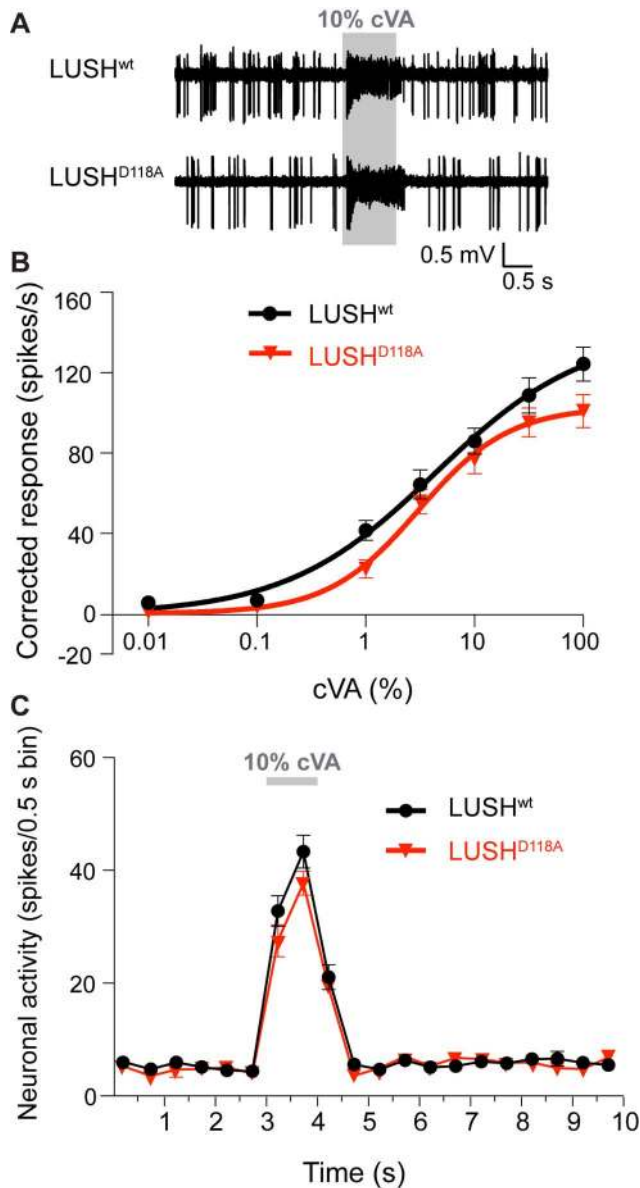 A
10% cVA
LUSHwt
LUSHD118A
0.5 mV
0.5 s
B
Corrected response (spikes/s)
160
120
80
40
0
-20
LUSHwt
LUSHD118A
0.01 0.1 1 10 100
cVA (%)
C
Neuronal activity (spikes/0.5 s bin)
60
40
20
0
10% cVA
LUSHwt
LUSHD118A
1 2 3 4 5 6 7 8 9 10
Time (s)